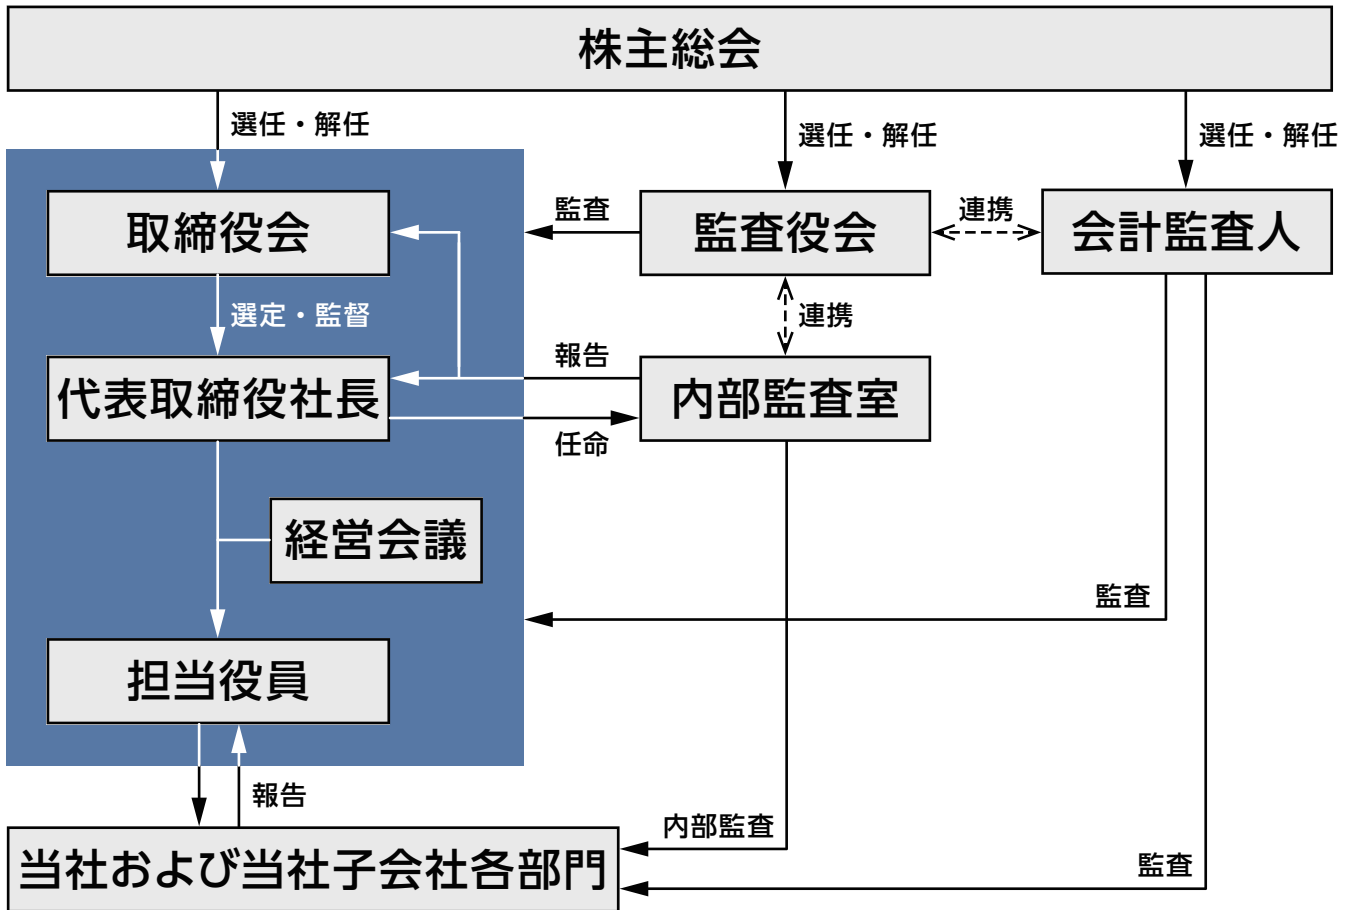 株主総会
選任・解任
選任・解任
選任・解任
取締役会
監査
監査役会
連携
会計監査人
選定・監督
連携
代表取締役社長
報告
任命
内部監査室
経営会議
監査
担当役員
報告
内部監査
当社および当社子会社各部門
監査